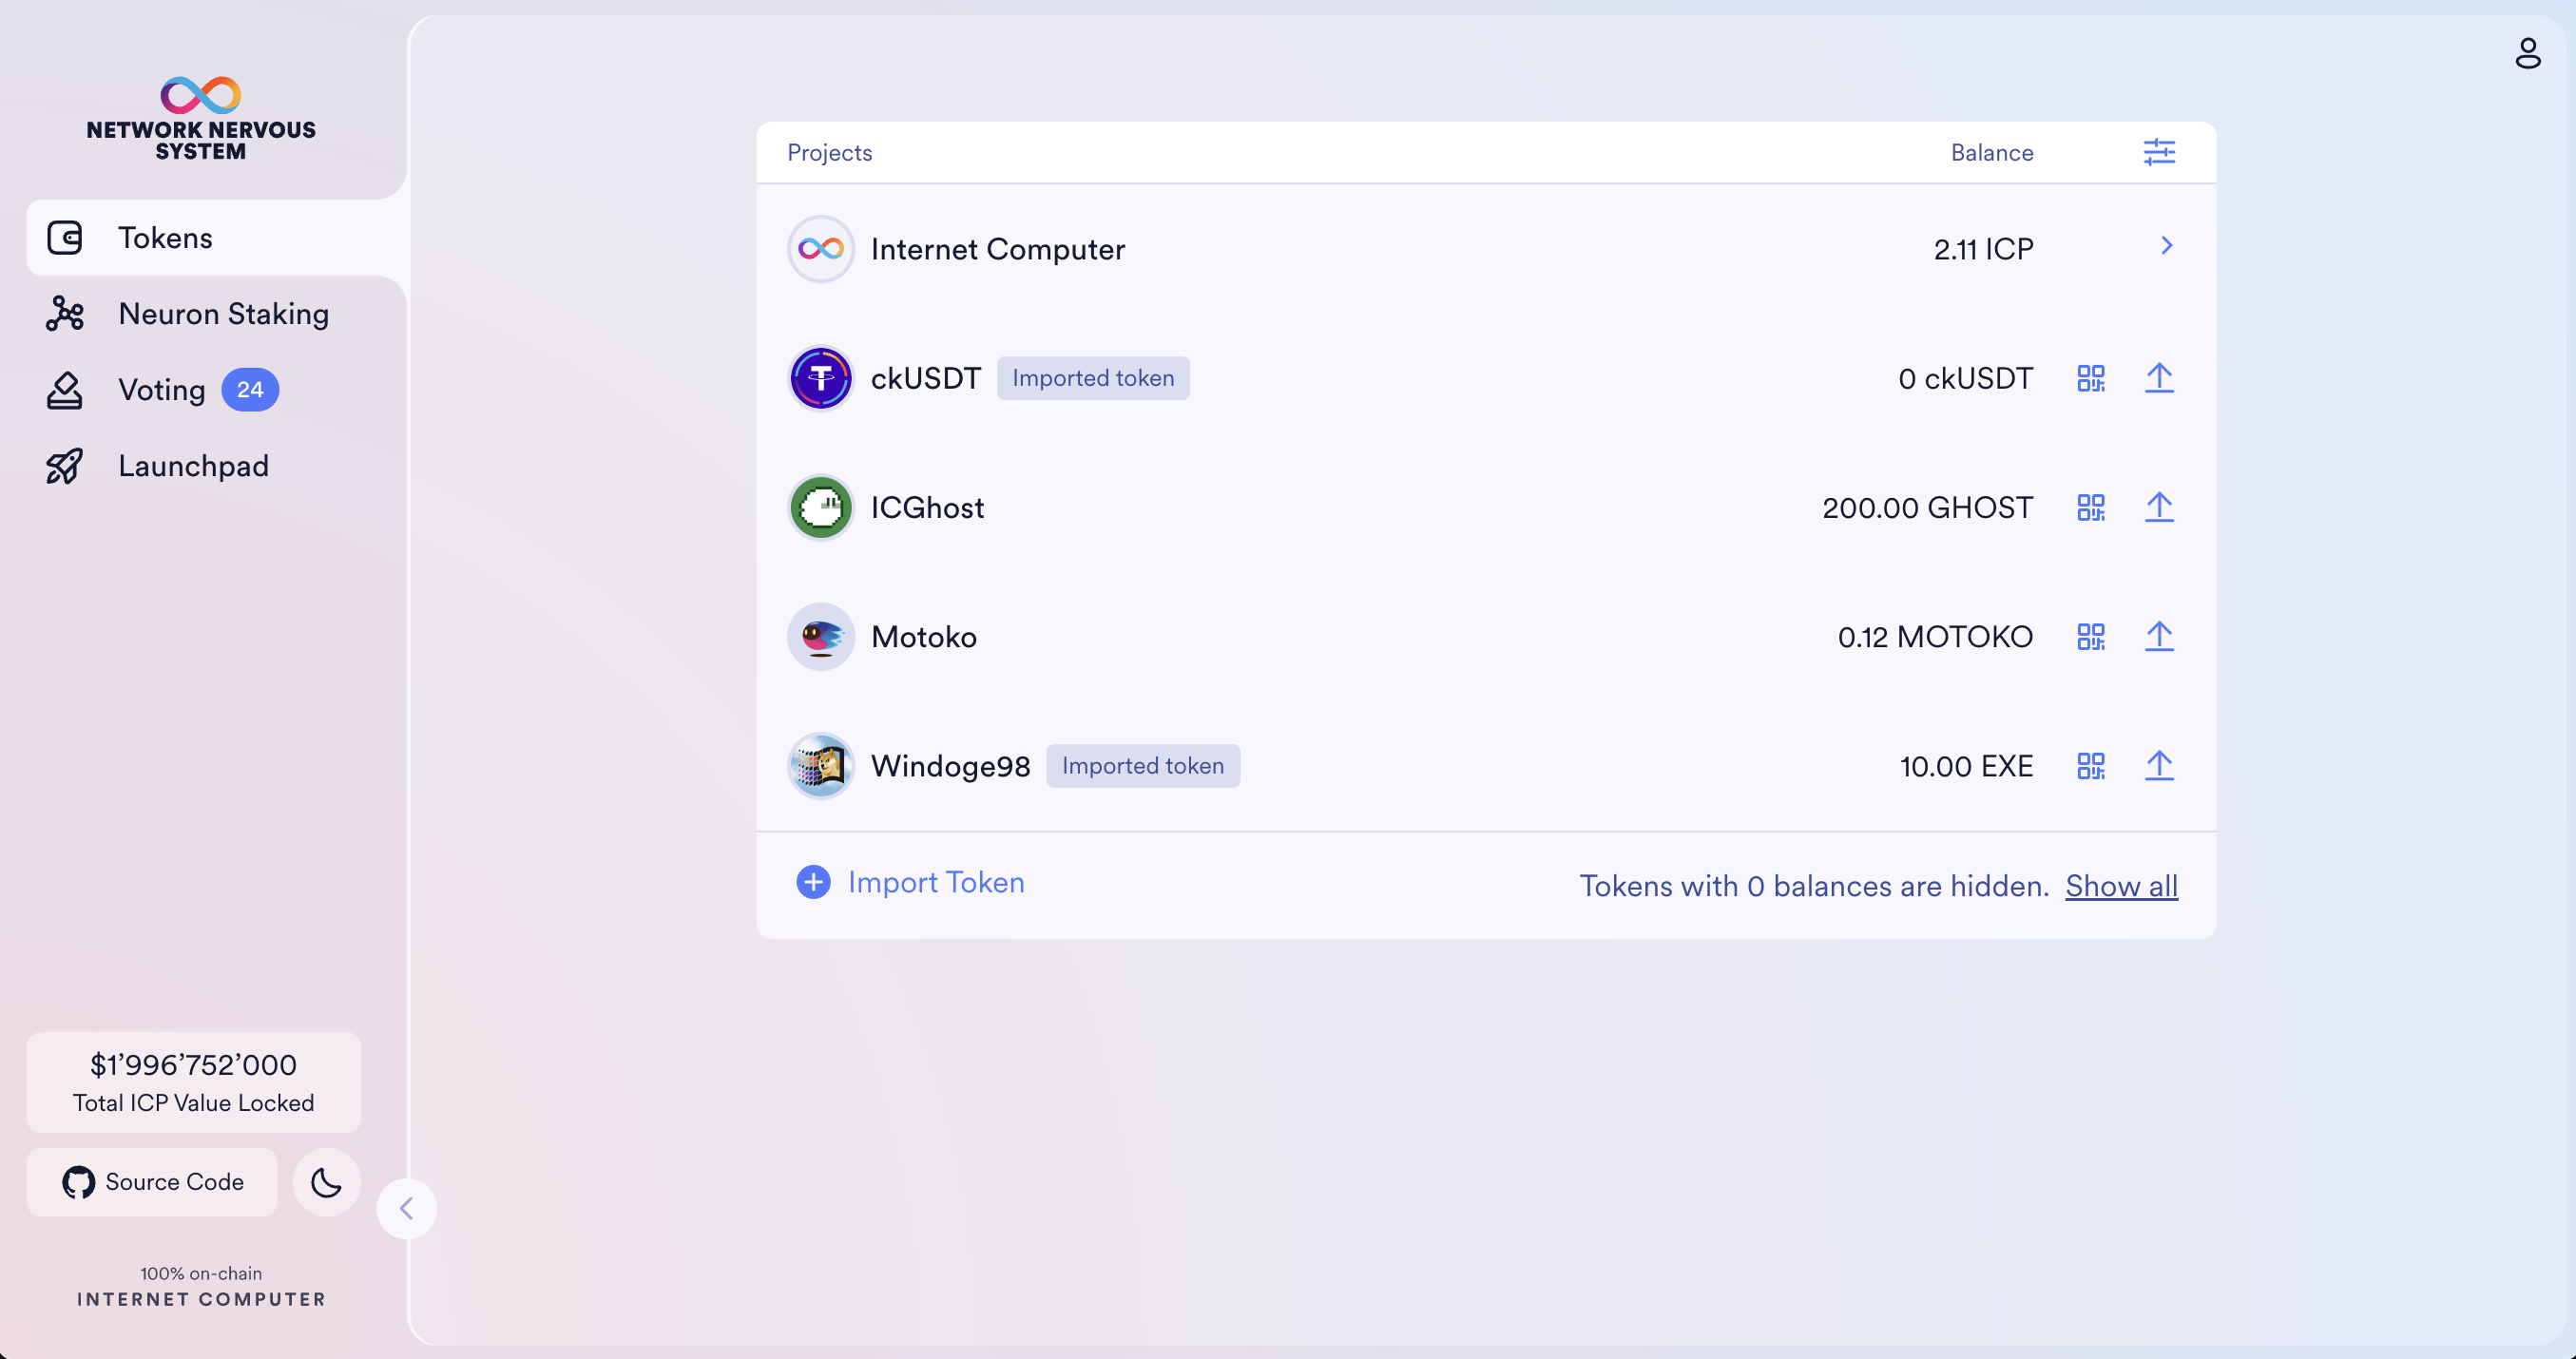 NETWORK NERVOUS
SYSTEM
Tokens
Neuron Staking
Voting 24
Launchpad
$1’996’752’000
Total ICP Value Locked
Source Code
100% on-chain
INTERNET COMPUTER
Projects Balance
Internet Computer 2.11 ICP
ckUSDT Imported token 0 ckUSDT
ICGhost 200.00 GHOST
Motoko 0.12 MOTOKO
Windoge98 Imported token 10.00 EXE
Import Token Tokens with 0 balances are hidden. Show all